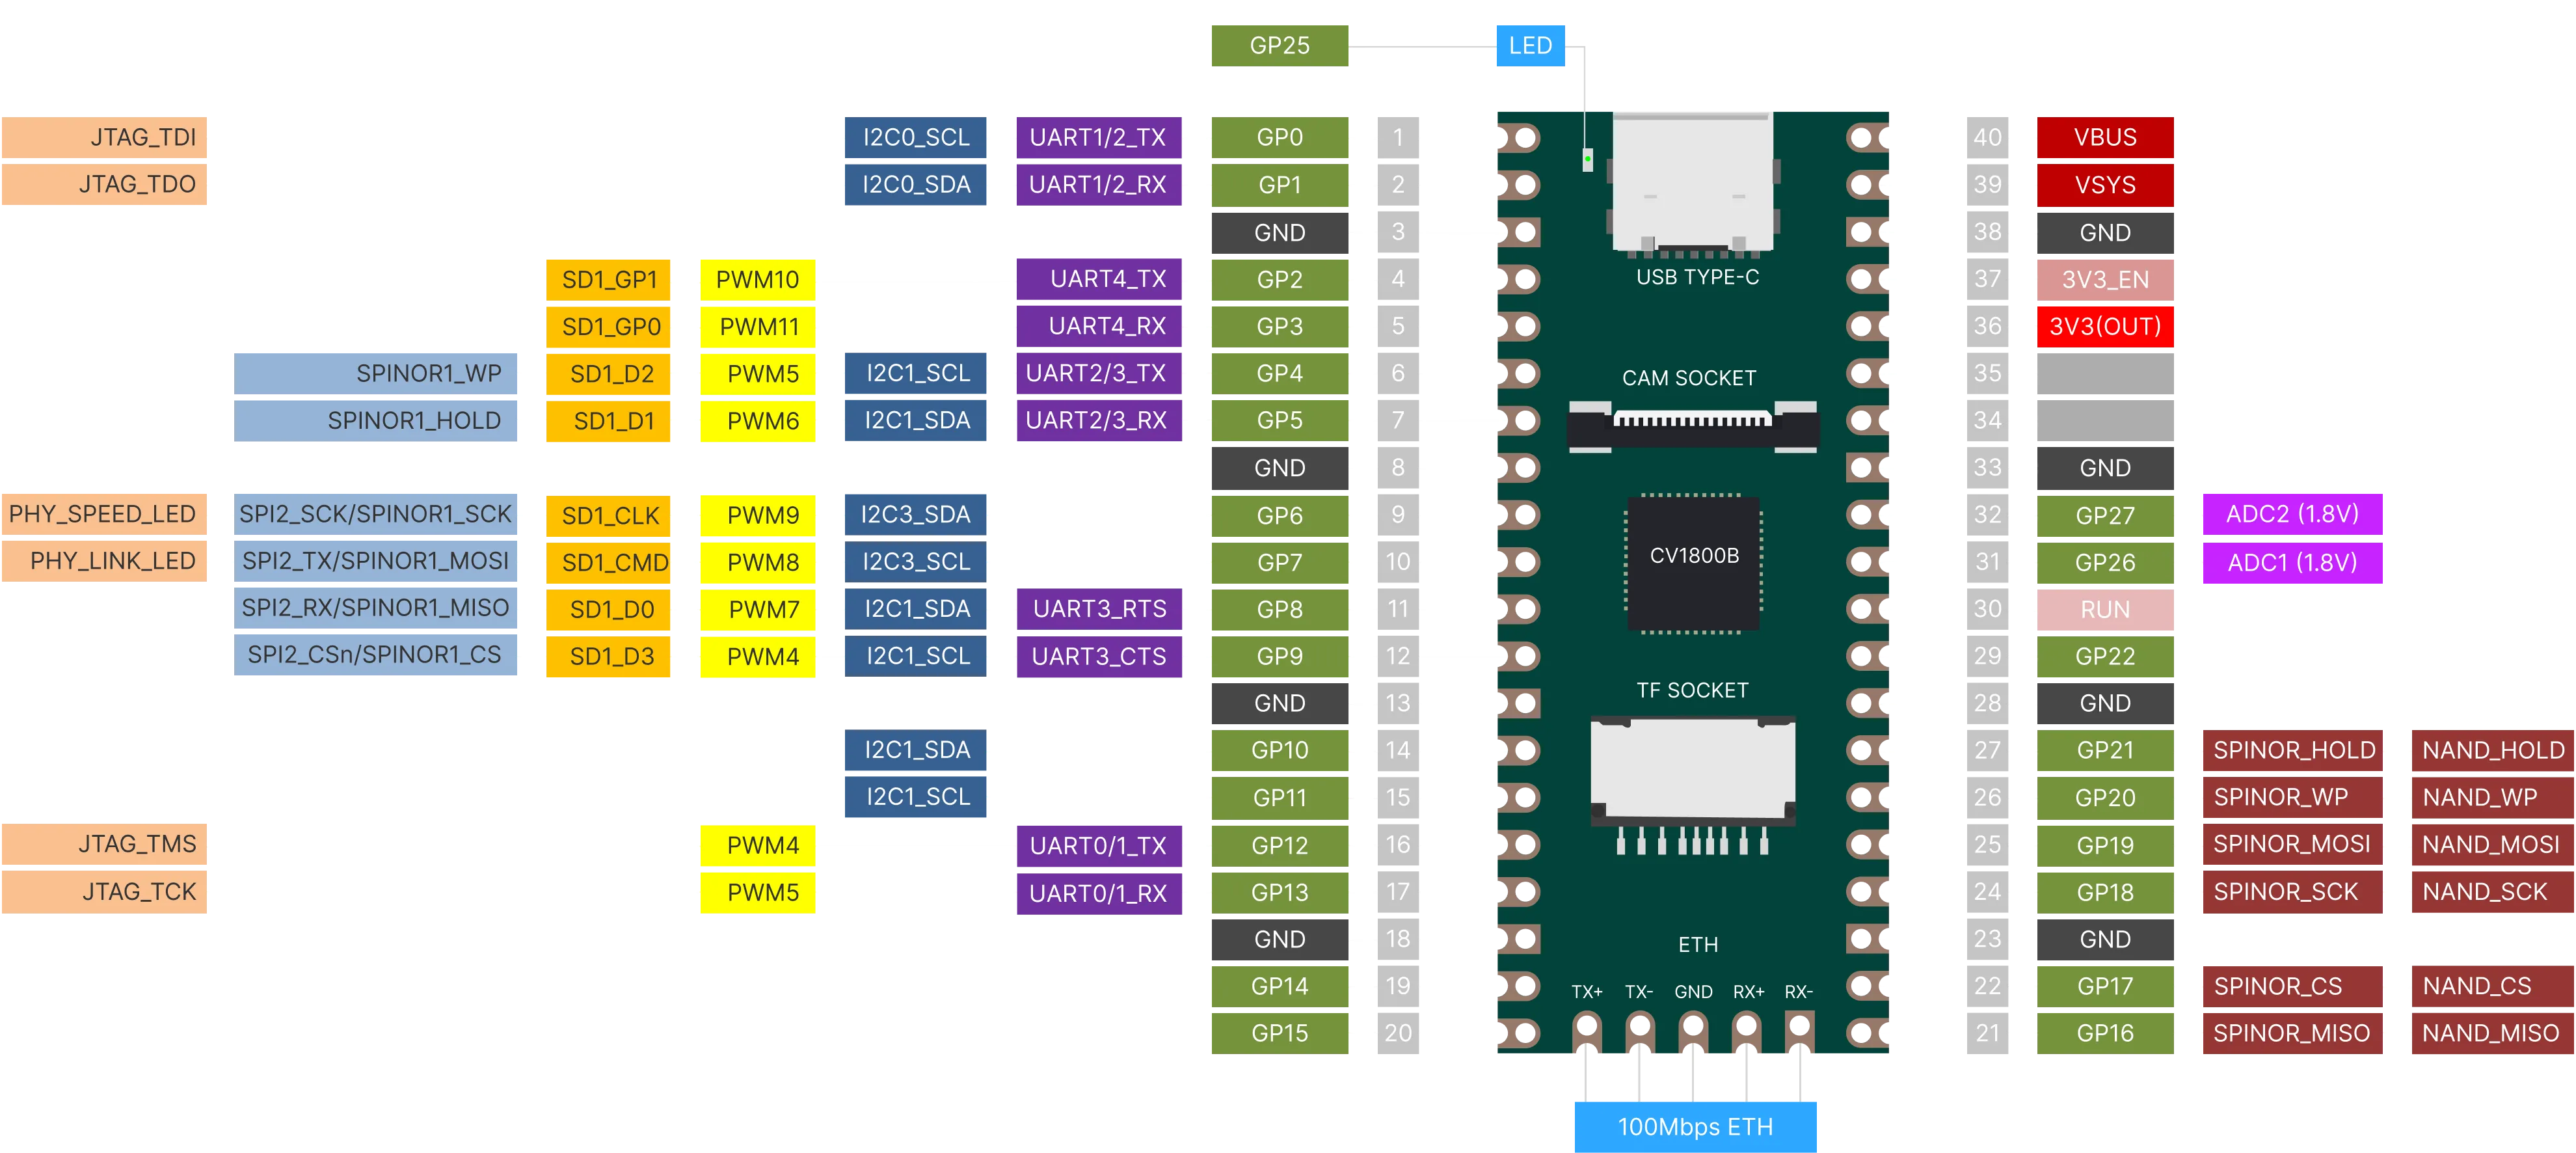 GP25 LED
JTAG_TDI I2C0_SCL UART1/2_TX GP0 1 40 VBUS
JTAG_TDO I2C0_SDA UART1/2_RX GP1 2 39 VSYS
GND 3 38 GND
SD1_GP1 PWM10 UART4_TX GP2 4 USB TYPE-C 37 3V3_EN
SD1_GP0 PWM11 UART4_RX GP3 5 36 3V3(OUT)
SPINOR1_WP SD1_D2 PWM5 I2C1_SCL UART2/3_TX GP4 6 CAM SOCKET 35
SPINOR1_HOLD SD1_D1 PWM6 I2C1_SDA UART2/3_RX GP5 7 34
GND 8 33 GND
PHY_SPEED_LED SPI2_SCK/SPINOR1_SCK SD1_CLK PWM9 I2C3_SDA GP6 9 32 GP27 ADC2 (1.8V)
PHY_LINK_LED SPI2_TX/SPINOR1_MOSI SD1_CMD PWM8 I2C3_SCL GP7 10 CV1800B 31 GP26 ADC1 (1.8V)
SPI2_RX/SPINOR1_MISO SD1_D0 PWM7 I2C1_SDA UART3_RTS GP8 11 30 RUN
SPI2_CSn/SPINOR1_CS SD1_D3 PWM4 I2C1_SCL UART3_CTS GP9 12 29 GP22
GND 13 TF SOCKET 28 GND
I2C1_SDA GP10 14 27 GP21 SPINOR_HOLD NAND_HOLD
I2C1_SCL GP11 15 26 GP20 SPINOR_WP NAND_WP
JTAG_TMS PWM4 UART0/1_TX GP12 16 25 GP19 SPINOR_MOSI NAND_MOSI
JTAG_TCK PWM5 UART0/1_RX GP13 17 24 GP18 SPINOR_SCK NAND_SCK
GND 18 ETH 23 GND
GP14 19 TX+ TX- GND RX+ RX- 22 GP17 SPINOR_CS NAND_CS
GP15 20 21 GP16 SPINOR_MISO NAND_MISO
100Mbps ETH